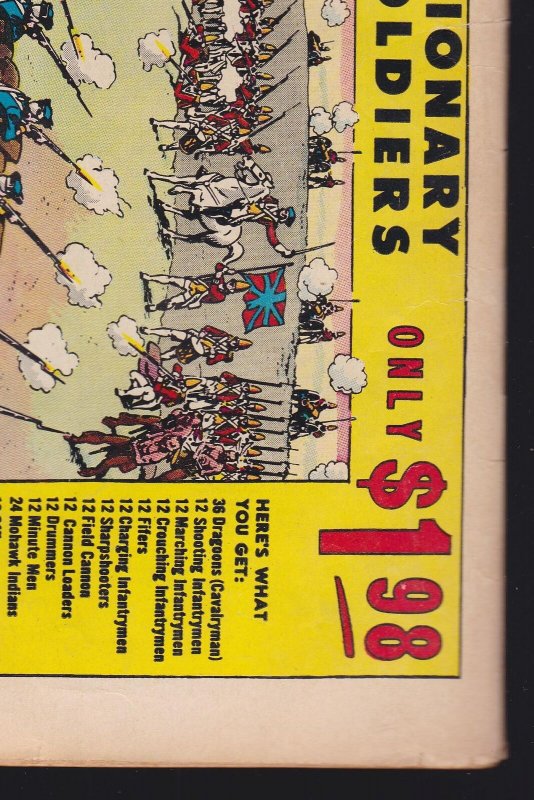 IONARY
OLDIERS
ONLY
$1.98
HERE'S WHAT
YOU GET:
36 Dragoons (Cavalryman)
12 Shooting Infantrymen
12 Marching Infantrymen
12 Crouching Infantrymen
12 Fifers
12 Charging Infantrymen
12 Sharpshooters
12 Field Cannon
12 Cannon Loaders
12 Drummers
12 Minute Men
24 Mohawk Indians